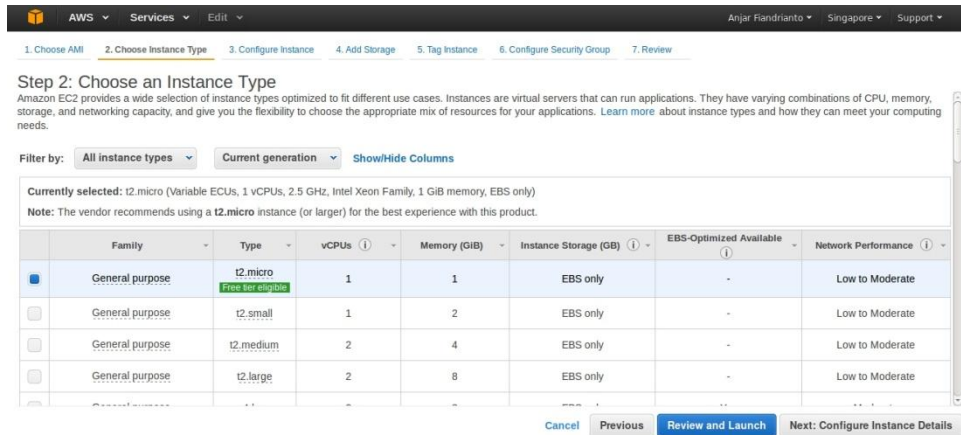 AWS Services Edit Anjar Fiandrianto Singapore Support
1. Choose AMI 2. Choose Instance Type 3. Configure Instance 4. Add Storage 5. Tag Instance 6. Configure Security Group 7. Review
Step 2: Choose an Instance Type
Amazon EC2 provides a wide selection of instance types optimized to fit different use cases. Instances are virtual servers that can run applications. They have varying combinations of CPU, memory,
storage, and networking capacity, and give you the flexibility to choose the appropriate mix of resources for your applications. Learn more about instance types and how they can meet your computing
needs.
Filter by: All instance types Current generation Show/Hide Columns
Currently selected: t2.micro (Variable ECUs, 1 vCPUs, 2.5 GHz, Intel Xeon Family, 1 GiB memory, EBS only)
Note: The vendor recommends using a t2.micro instance (or larger) for the best experience with this product.
Family Type vCPUs Memory (GiB) Instance Storage (GB) EBS-Optimized Available Network Performance
General purpose t2.micro 1 1 EBS only - Low to Moderate
Free tier eligible
General purpose t2.small 1 2 EBS only - Low to Moderate
General purpose t2.medium 2 4 EBS only - Low to Moderate
General purpose t2.large 2 8 EBS only - Low to Moderate
Cancel Previous Review and Launch Next: Configure Instance Details